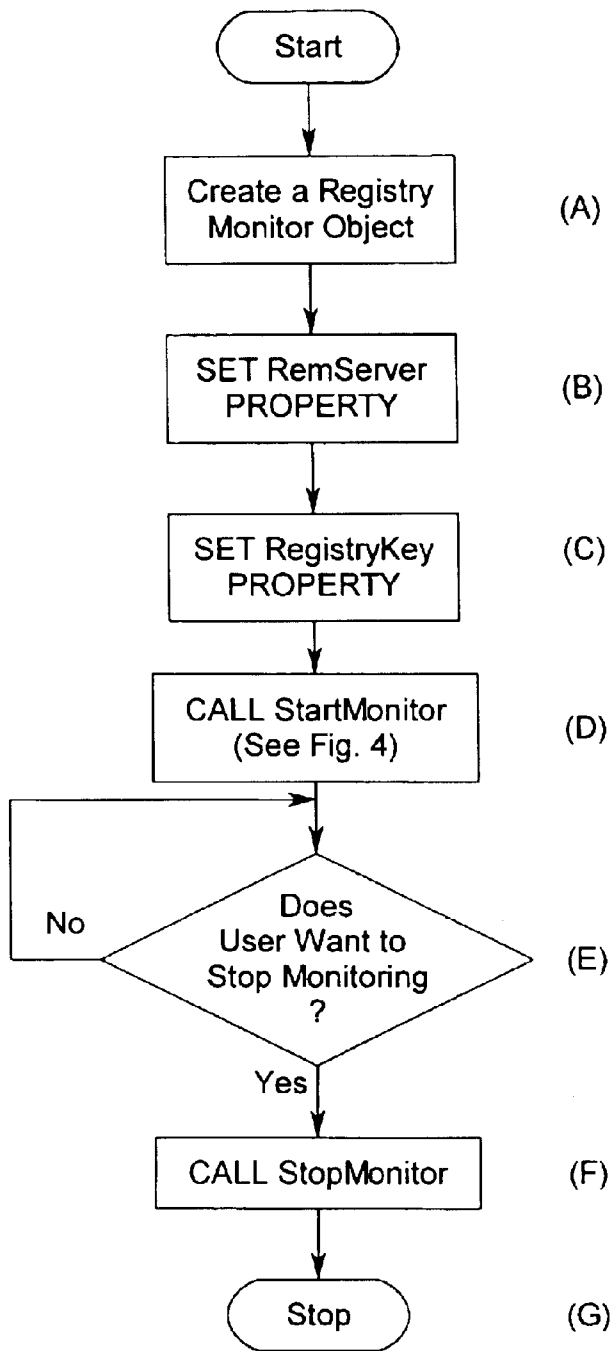 Start
Create a Registry
Monitor Object
(A)
SET RemServer
PROPERTY
(B)
SET RegistryKey
PROPERTY
(C)
CALL StartMonitor
(See Fig. 4)
(D)
Does
User Want to
Stop Monitoring
?
(E)
No
Yes
CALL StopMonitor
(F)
Stop
(G)